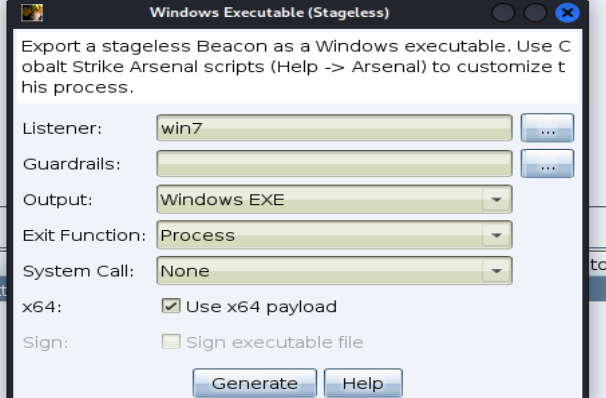 Windows Executable (Stageless)
Export a stageless Beacon as a Windows executable. Use C
obalt Strike Arsenal scripts (Help -> Arsenal) to customize t
his process.
Listener: win7 ...
Guardrails: ...
Output: Windows EXE
Exit Function: Process
System Call: None
x64: Use x64 payload
Sign: Sign executable file
Generate Help